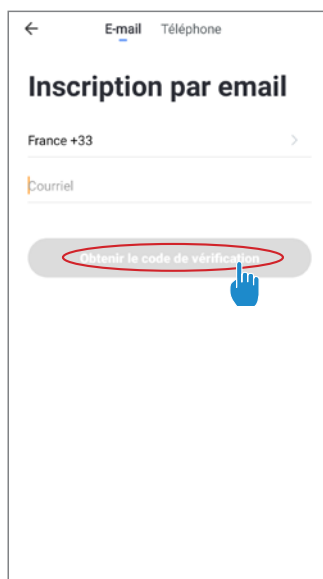 E-mail Téléphone
Inscription par email
France +33
Courriel
Obtenir le code de vérification